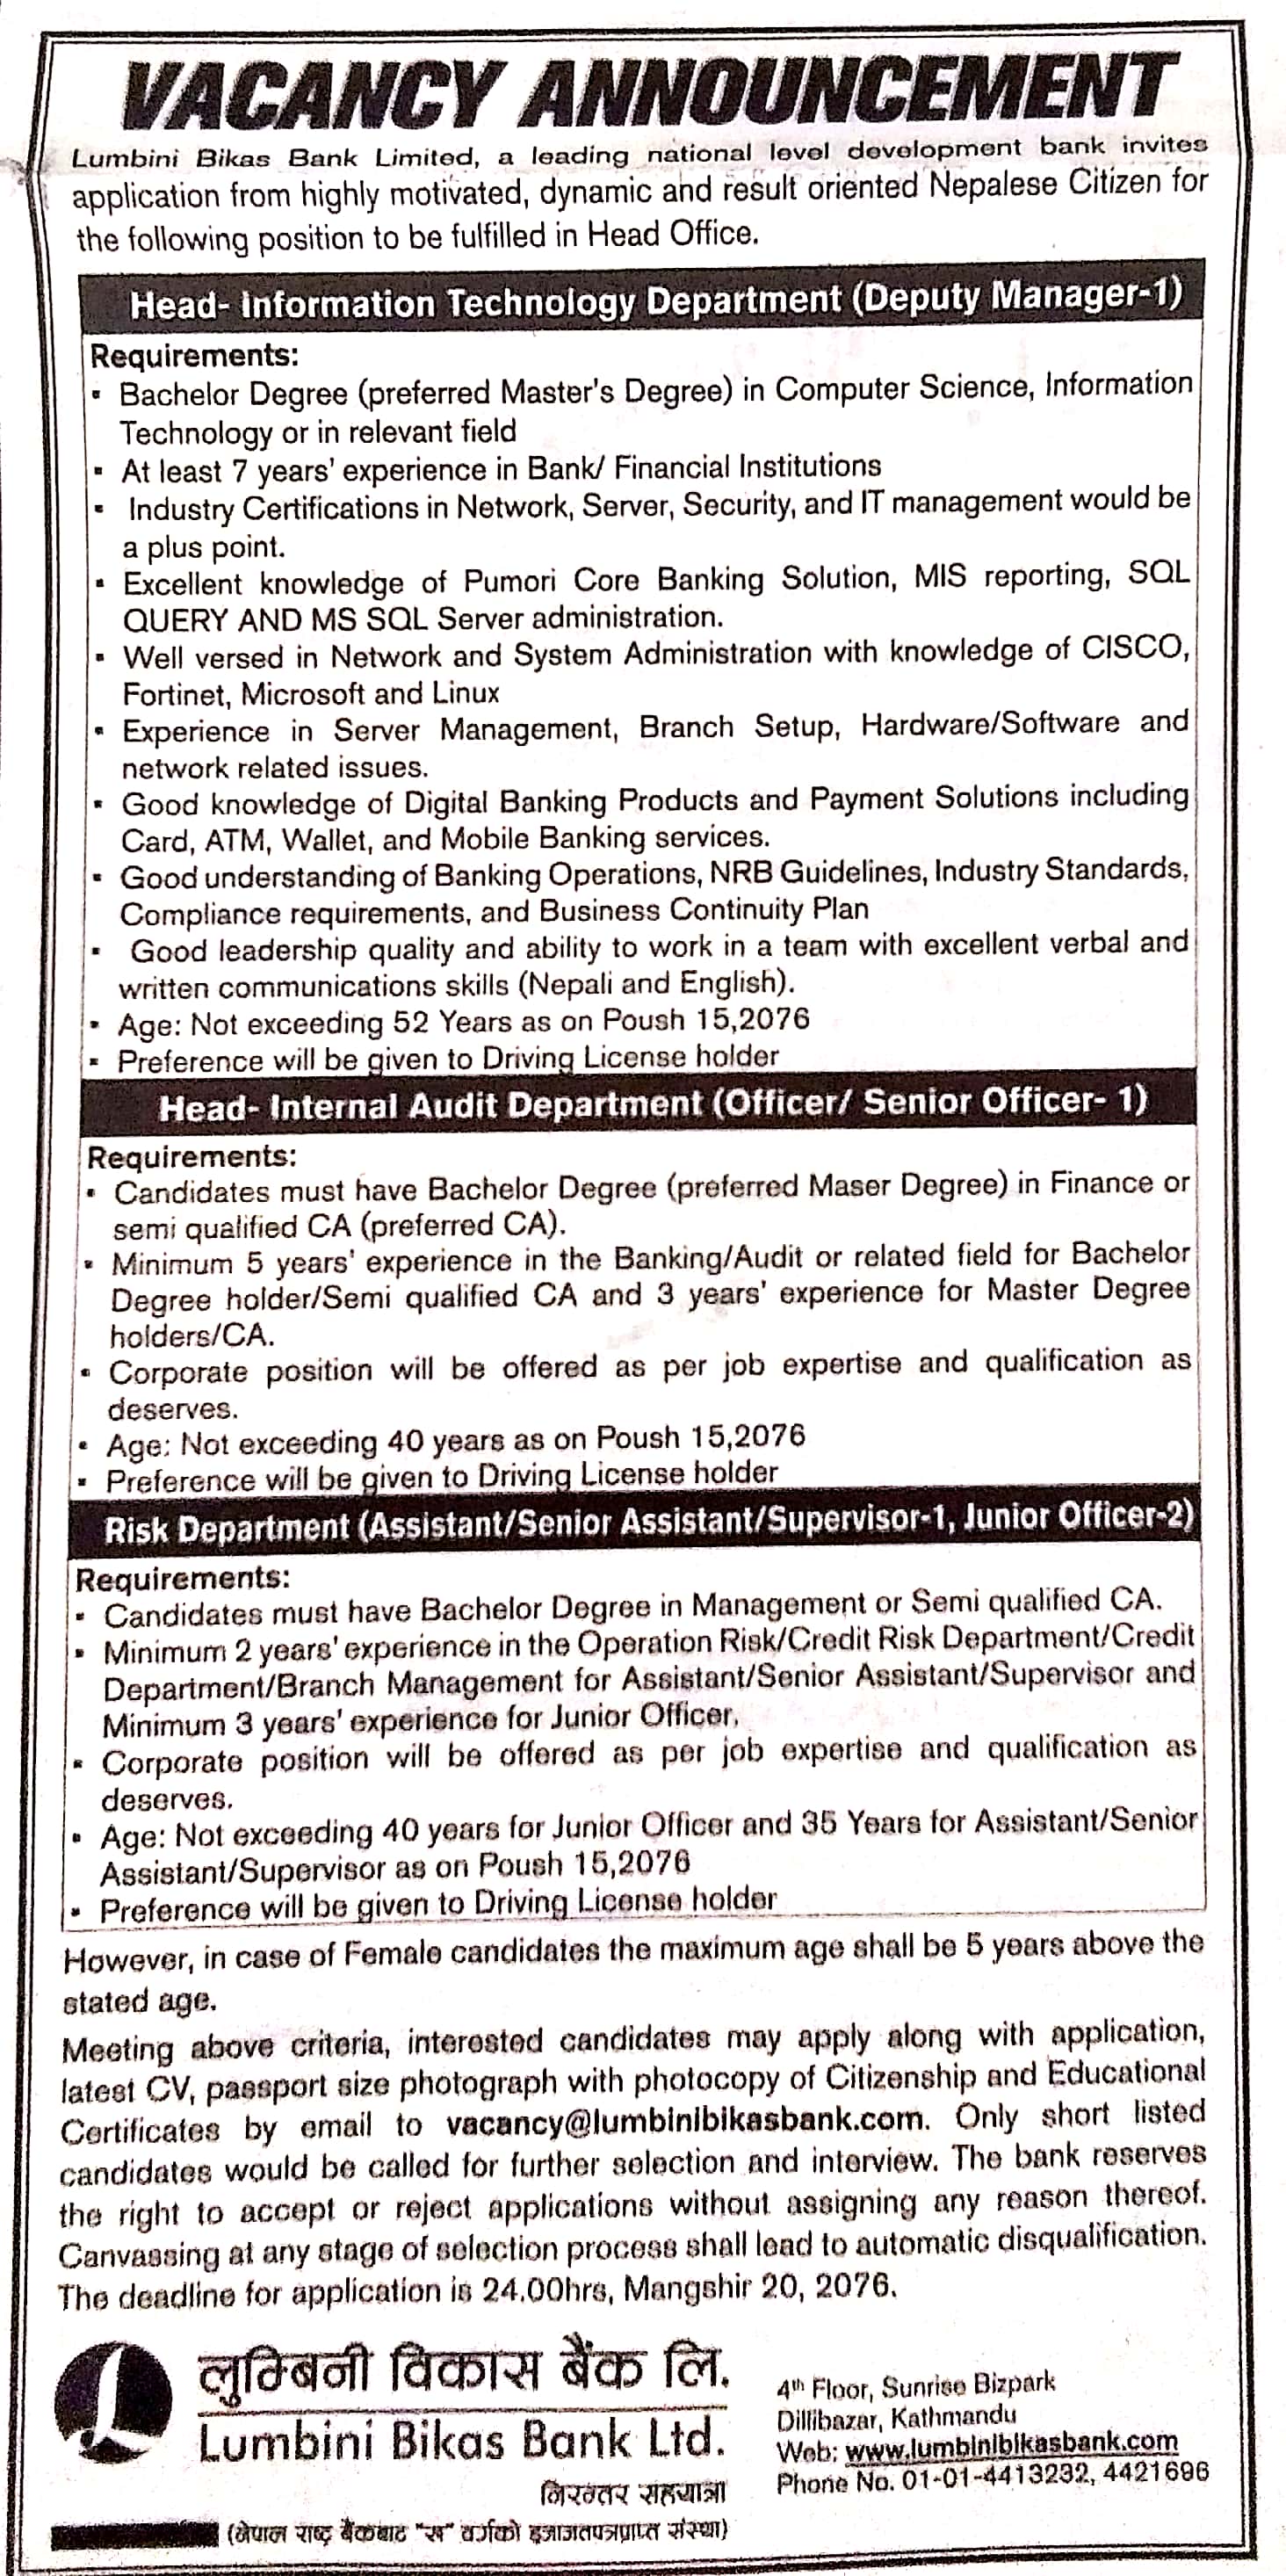 VACANCY ANNOUNCEMENT
Lumbini Bikas Bank Limited, a leading national level development bank invites
application from highly motivated, dynamic and result oriented Nepalese Citizen for
the following position to be fulfilled in Head Office.
Head- Information Technology Department (Deputy Manager-1)
Requirements:
▪ Bachelor Degree (preferred Master's Degree) in Computer Science, Information
Technology or in relevant field
▪ At least 7 years' experience in Bank/ Financial Institutions
▪ Industry Certifications in Network, Server, Security, and IT management would be
a plus point.
▪ Excellent knowledge of Pumori Core Banking Solution, MIS reporting, SQL
QUERY AND MS SQL Server administration.
▪ Well versed in Network and System Administration with knowledge of CISCO,
Fortinet, Microsoft and Linux
▪ Experience in Server Management, Branch Setup, Hardware/Software and
network related issues.
▪ Good knowledge of Digital Banking Products and Payment Solutions including
Card, ATM, Wallet, and Mobile Banking services.
▪ Good understanding of Banking Operations, NRB Guidelines, Industry Standards,
Compliance requirements, and Business Continuity Plan
▪ Good leadership quality and ability to work in a team with excellent verbal and
written communications skills (Nepali and English).
▪ Age: Not exceeding 52 Years as on Poush 15,2076
▪ Preference will be given to Driving License holder
Head- Internal Audit Department (Officer/ Senior Officer- 1)
Requirements:
▪ Candidates must have Bachelor Degree (preferred Maser Degree) in Finance or
semi qualified CA (preferred CA).
▪ Minimum 5 years' experience in the Banking/Audit or related field for Bachelor
Degree holder/Semi qualified CA and 3 years' experience for Master Degree
holders/CA.
▪ Corporate position will be offered as per job expertise and qualification as
deserves.
▪ Age: Not exceeding 40 years as on Poush 15,2076
▪ Preference will be given to Driving License holder
Risk Department (Assistant/Senior Assistant/Supervisor-1, Junior Officer-2)
Requirements:
▪ Candidates must have Bachelor Degree in Management or Semi qualified CA.
▪ Minimum 2 years' experience in the Operation Risk/Credit Risk Department/Credit
Department/Branch Management for Assistant/Senior Assistant/Supervisor and
Minimum 3 years' experience for Junior Officer.
▪ Corporate position will be offered as per job expertise and qualification as
deserves.
▪ Age: Not exceeding 40 years for Junior Officer and 35 Years for Assistant/Senior
Assistant/Supervisor as on Poush 15,2076
▪ Preference will be given to Driving License holder
However, in case of Female candidates the maximum age shall be 5 years above the
stated age.
Meeting above criteria, interested candidates may apply along with application,
latest CV, passport size photograph with photocopy of Citizenship and Educational
Certificates by email to vacancy@lumbinibikasbank.com. Only short listed
candidates would be called for further selection and interview. The bank reserves
the right to accept or reject applications without assigning any reason thereof.
Canvassing at any stage of selection process shall lead to automatic disqualification.
The deadline for application is 24.00hrs, Mangshir 20, 2076.
लुम्बिनी विकास बैंक लि.
Lumbini Bikas Bank Ltd.
निरन्तर सहयात्रा
(नेपाल राष्ट्र बैंकबाट "ख" वर्गको इजाजतपत्रप्राप्त संस्था)
4th Floor, Sunrise Bizpark
Dillibazar, Kathmandu
Web: www.lumbinibikasbank.com
Phone No. 01-01-4413232, 4421696